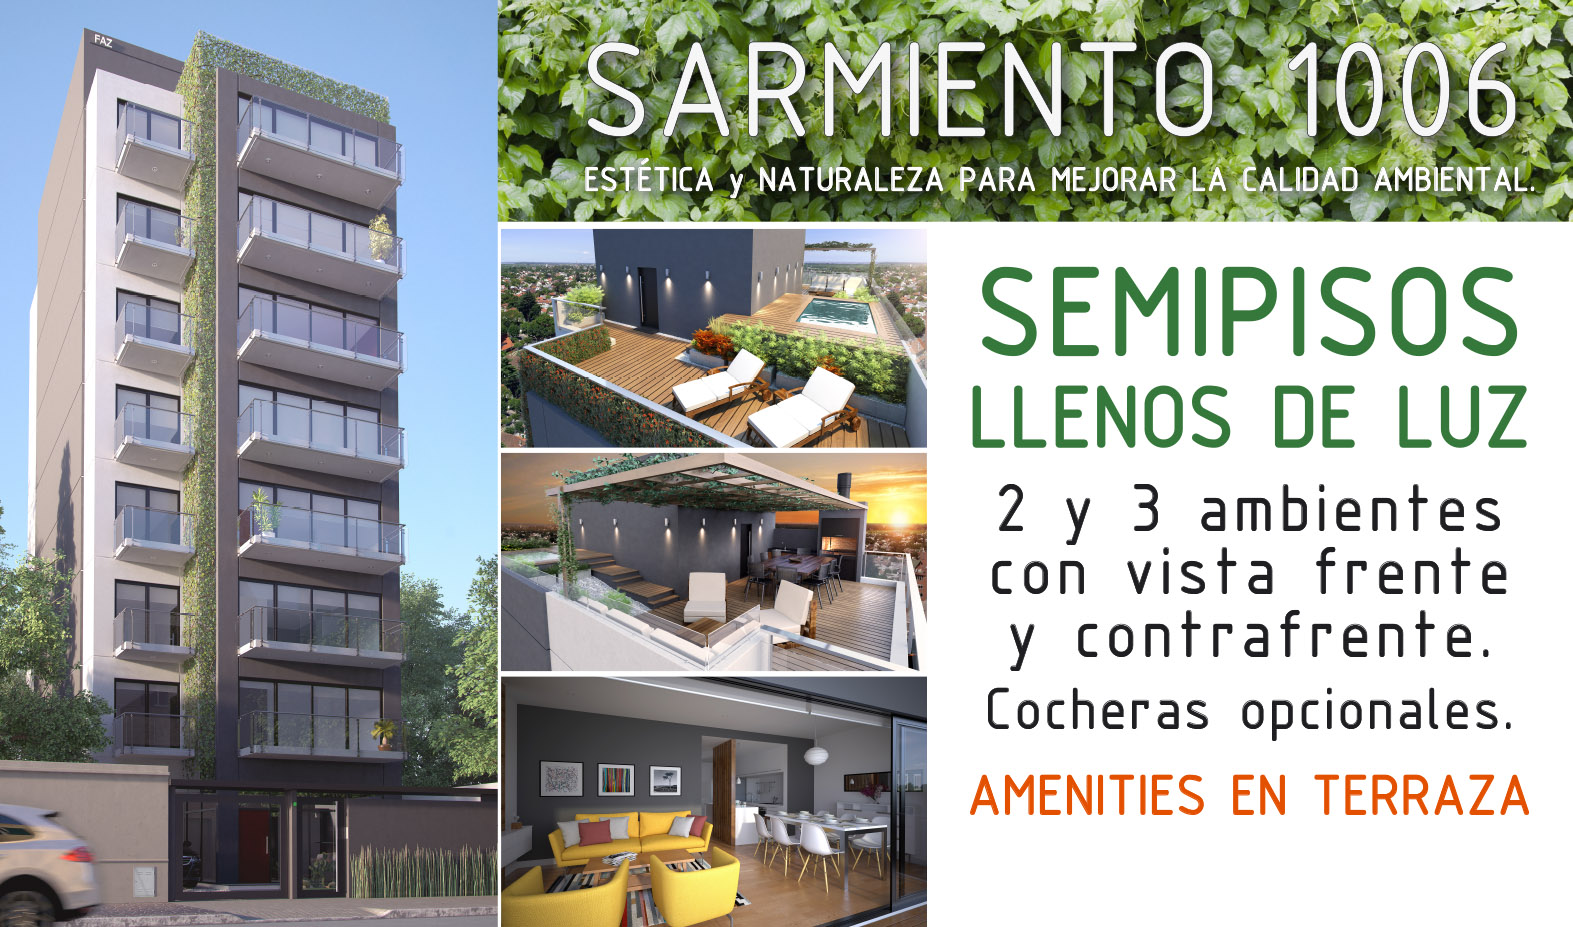 FAZ
SARMIENTO 1006
ESTÉTICA y NATURALEZA PARA MEJORAR LA CALIDAD AMBIENTAL.
SEMIPISOS
LLENOS DE LUZ
2 y 3 ambientes
con vista frente
y contrafrente.
Cocheras opcionales.
AMENITIES EN TERRAZA